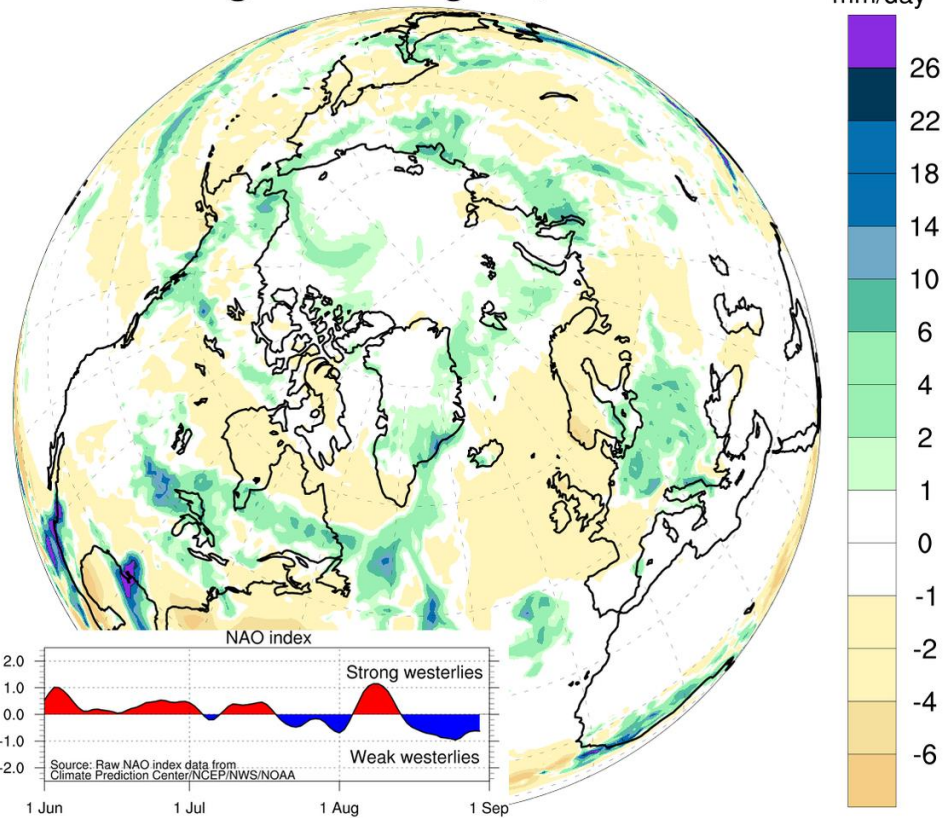 mm/day
26
22
18
14
10
6
4
2
1
0
-1
-2
-4
-6
NAO index
2.0
1.0
0.0
-1.0
-2.0
Strong westerlies
Weak westerlies
Source: Raw NAO index data from
Climate Prediction Center/NCEP/NWS/NOAA
1 Jun
1 Jul
1 Aug
1 Sep